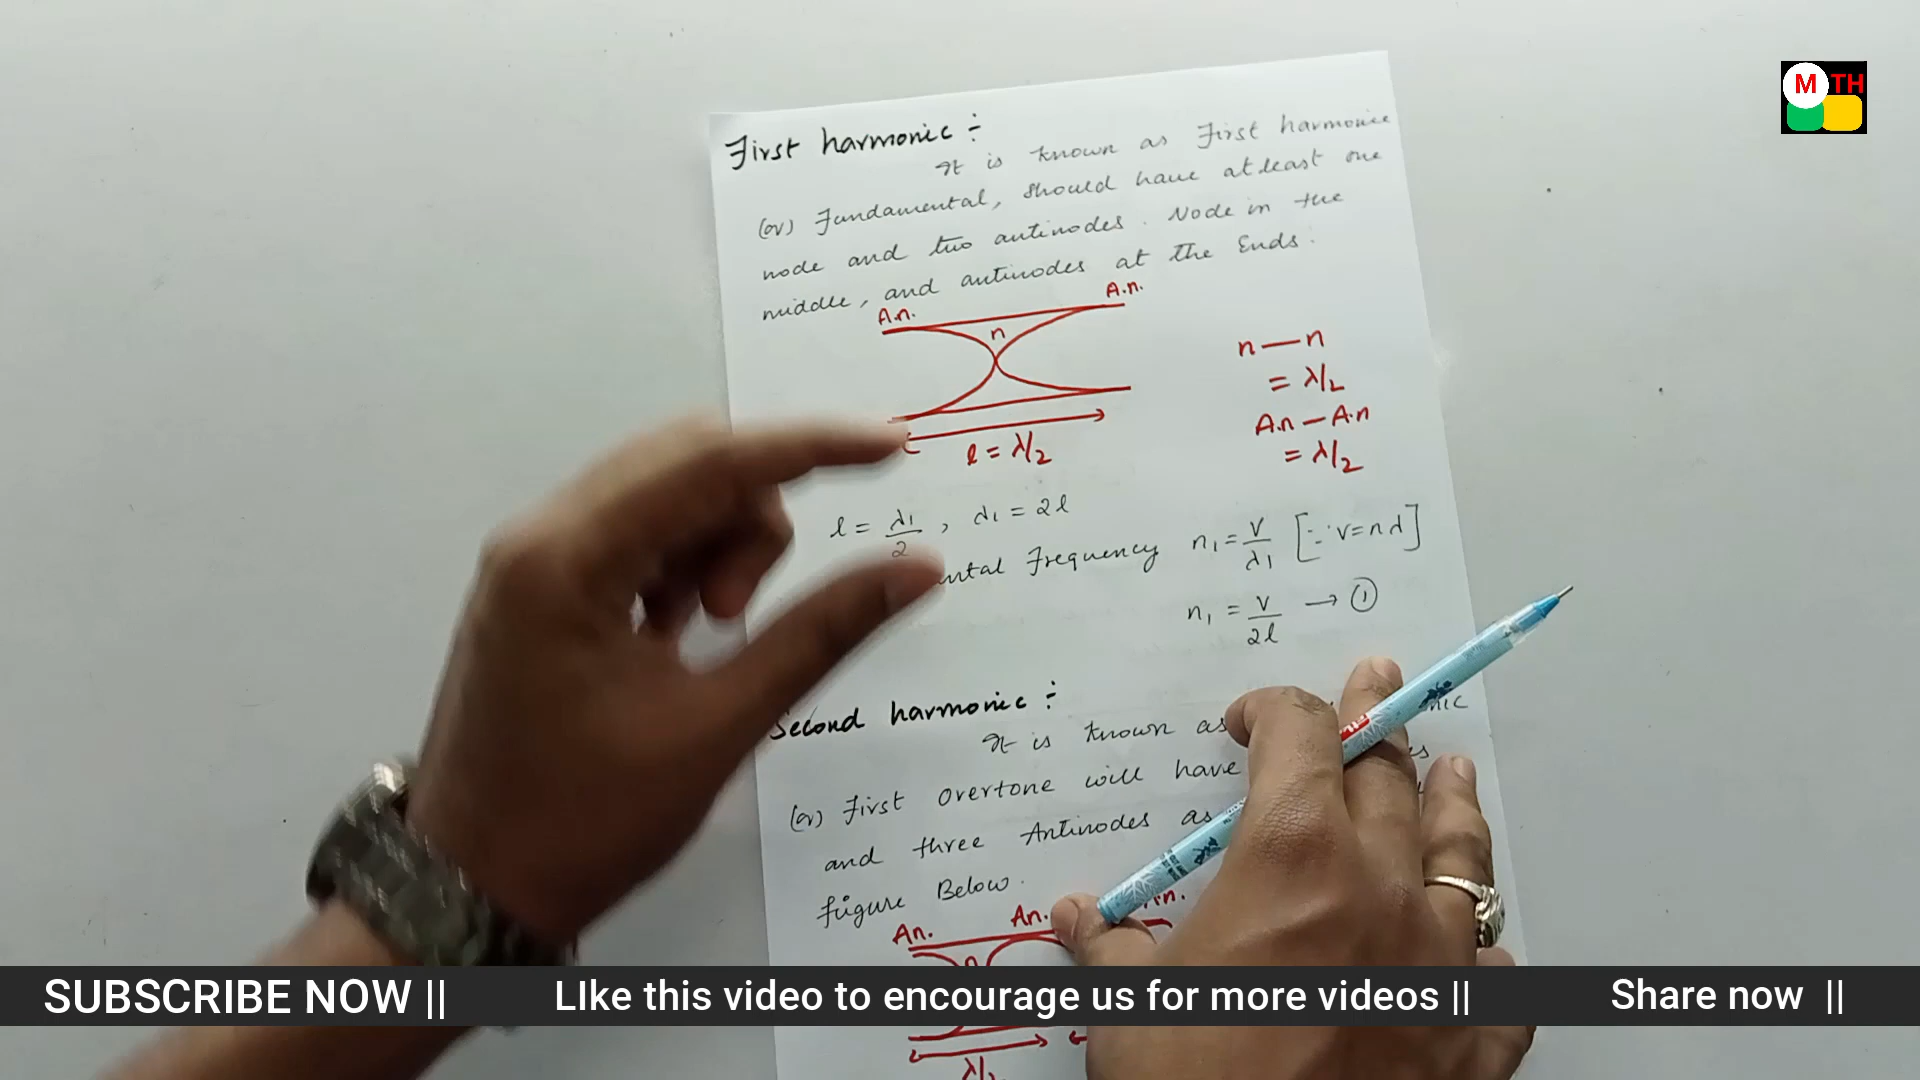 M TH
First harmonic ÷
It is known as First harmonic
(or) Fundamental, should have atleast one
node and two antinodes. Node in the
middle, and antinodes at the Ends.
A.n. A.n.
n
l = λ/2
n — n
= λ/2
A.n — A.n
= λ/2
l = λ1/2 , λ1 = 2l
Frequency n1 = V/λ1 [∵ v = nλ]
n1 = V/2l → ①
Second harmonic ÷
It is known as
(or) First overtone will have
and three Antinodes as
figure Below.
An. An. An.
n
SUBSCRIBE NOW || LIke this video to encourage us for more videos || Share now ||